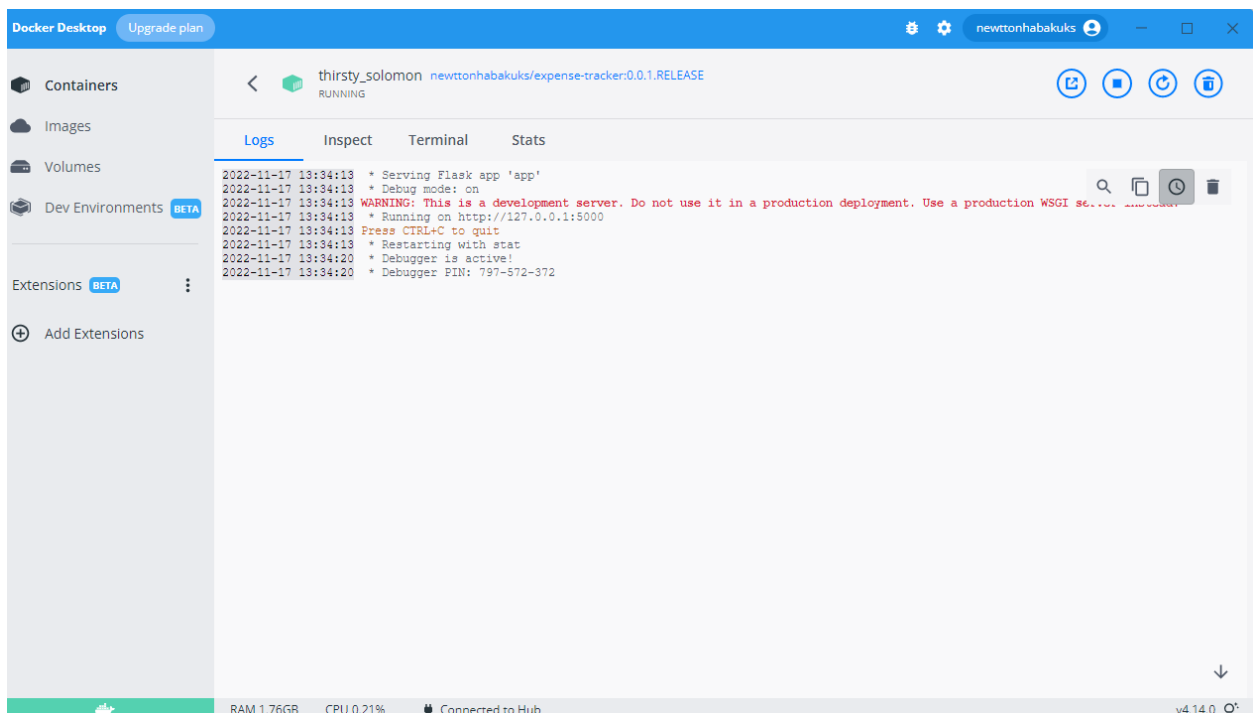 Docker Desktop Upgrade plan newttonhabakuks
Containers
Images
Volumes
Dev Environments BETA
Extensions BETA
Add Extensions
thirsty_solomon newttonhabakuks/expense-tracker:0.0.1.RELEASE
RUNNING
Logs Inspect Terminal Stats
2022-11-17 13:34:13 * Serving Flask app 'app'
2022-11-17 13:34:13 * Debug mode: on
2022-11-17 13:34:13 WARNING: This is a development server. Do not use it in a production deployment. Use a production WSGI
2022-11-17 13:34:13 * Running on http://127.0.0.1:5000
2022-11-17 13:34:13 Press CTRL+C to quit
2022-11-17 13:34:13 * Restarting with stat
2022-11-17 13:34:20 * Debugger is active!
2022-11-17 13:34:20 * Debugger PIN: 797-572-372
RAM 1.76GB CPU 0.21% Connected to Hub v4.14.0